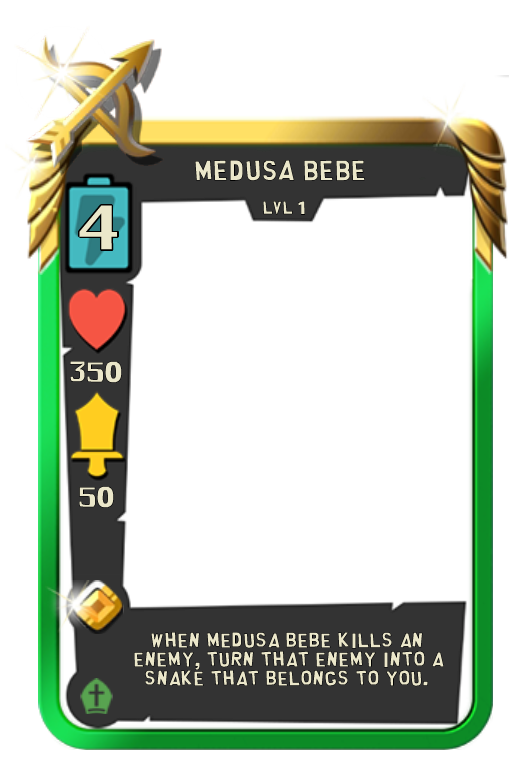 MEDUSA BEBE
LVL 1
4
350
50
WHEN MEDUSA BEBE KILLS AN
ENEMY, TURN THAT ENEMY INTO A
SNAKE THAT BELONGS TO YOU.